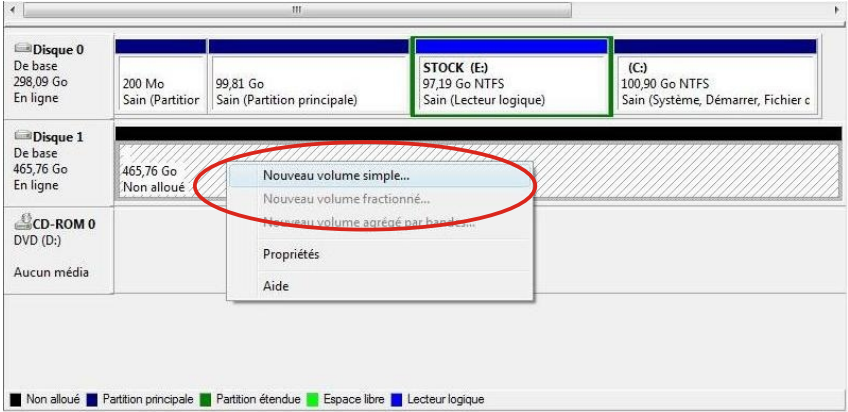 Disque 0
De base
298,09 Go
En ligne
200 Mo
Sain (Partitior
99,81 Go
Sain (Partition principale)
STOCK (E:)
97,19 Go NTFS
Sain (Lecteur logique)
(C:)
100,90 Go NTFS
Sain (Système, Démarrer, Fichier c
Disque 1
De base
465,76 Go
En ligne
465,76 Go
Non alloué
Nouveau volume simple...
Nouveau volume fractionné...
Nouveau volume agrégé par bandes...
Propriétés
Aide
CD-ROM 0
DVD (D:)
Aucun média
Non alloué Partition principale Partition étendue Espace libre Lecteur logique